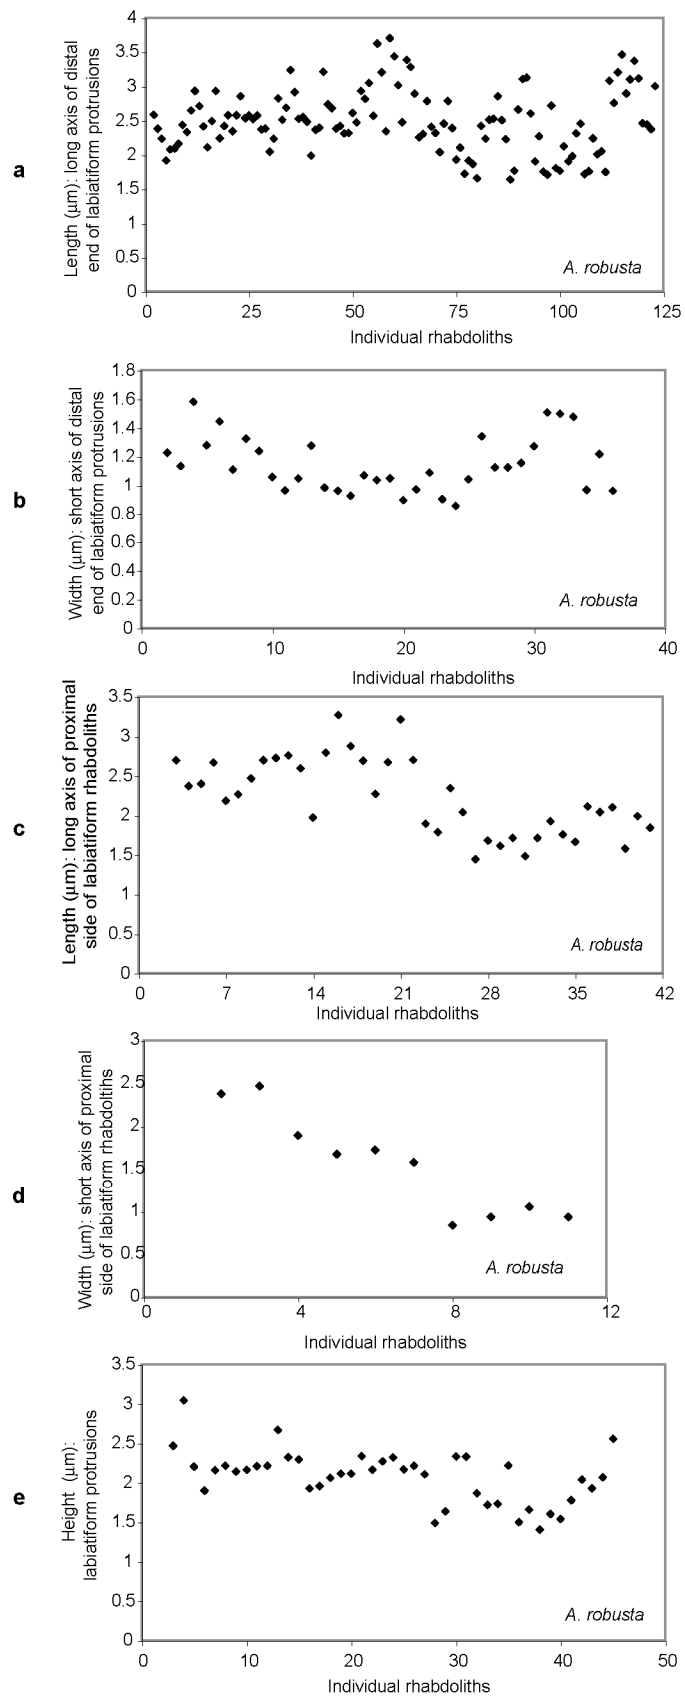 a
Length (µm): long axis of distal
end of labiatiform protrusions
4
3.5
3
2.5
2
1.5
1
0.5
0
A. robusta
0 25 50 75 100 125
Individual rhabdoliths
b
Width (µm): short axis of distal
end of labiatiform protrusions
1.8
1.6
1.4
1.2
1
0.8
0.6
0.4
0.2
0
A. robusta
0 10 20 30 40
Individual rhabdoliths
c
Length (µm): long axis of proximal
side of labiatiform rhabdoliths
3.5
3
2.5
2
1.5
1
0.5
0
A. robusta
0 7 14 21 28 35 42
Individual rhabdoliths
d
Width (µm): short axis of proximal
side of labiatiform rhabdoltihs
3
2.5
2
1.5
1
0.5
0
A. robusta
0 4 8 12
Individual rhabdoliths
e
Height (µm):
labiatiform protrusions
3.5
3
2.5
2
1.5
1
0.5
0
A. robusta
0 10 20 30 40 50
Individual rhabdoliths